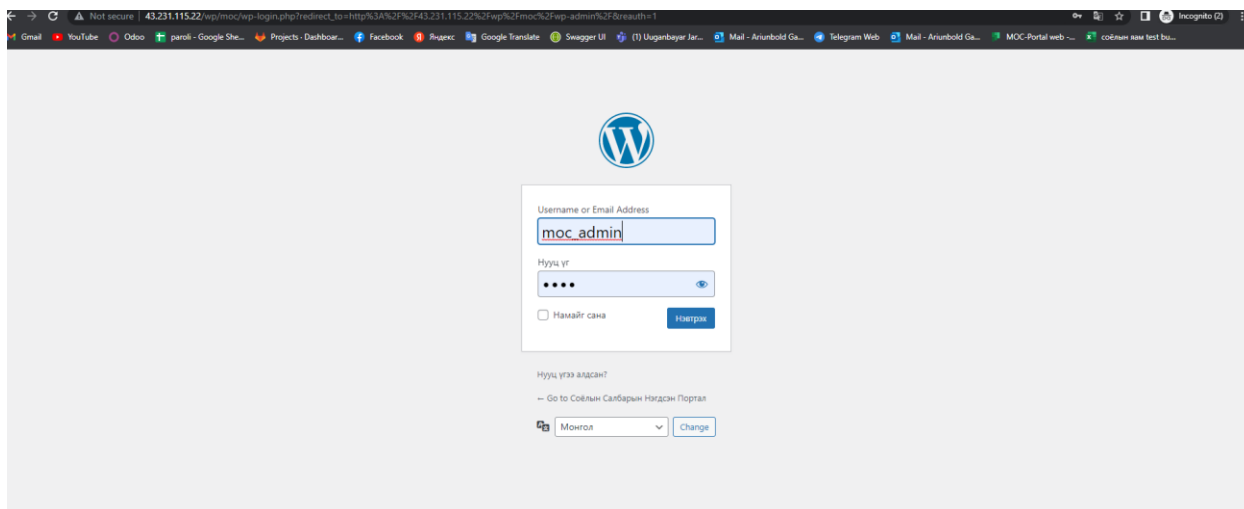 Not secure | 43.231.115.22/wp/moc/wp-login.php?redirect_to=http%3A%2F%2F43.231.115.22%2Fwp%2Fmoc%2Fwp-admin%2F&reauth=1 Incognito (2)
Gmail YouTube Odoo paroli - Google She... Projects · Dashboar... Facebook Яндекс Google Translate Swagger UI (1) Uuganbayar Jar... Mail - Ariunbold Ga... Telegram Web Mail - Ariunbold Ga... MOC-Portal web -... соёлын яам test bu...
Username or Email Address
moc_admin
Нууц үг
Намайг сана
Нэвтрэх
Нууц үгээ алдсан?
← Go to Соёлын Салбарын Нэгдсэн Портал
Монгол
Change